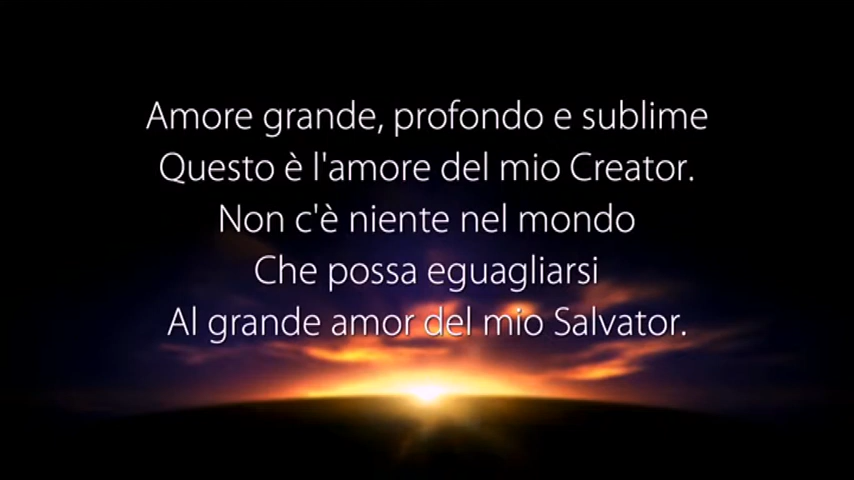 Amore grande, profondo e sublime
Questo è l'amore del mio Creator.
Non c'è niente nel mondo
Che possa eguagliarsi
Al grande amor del mio Salvator.